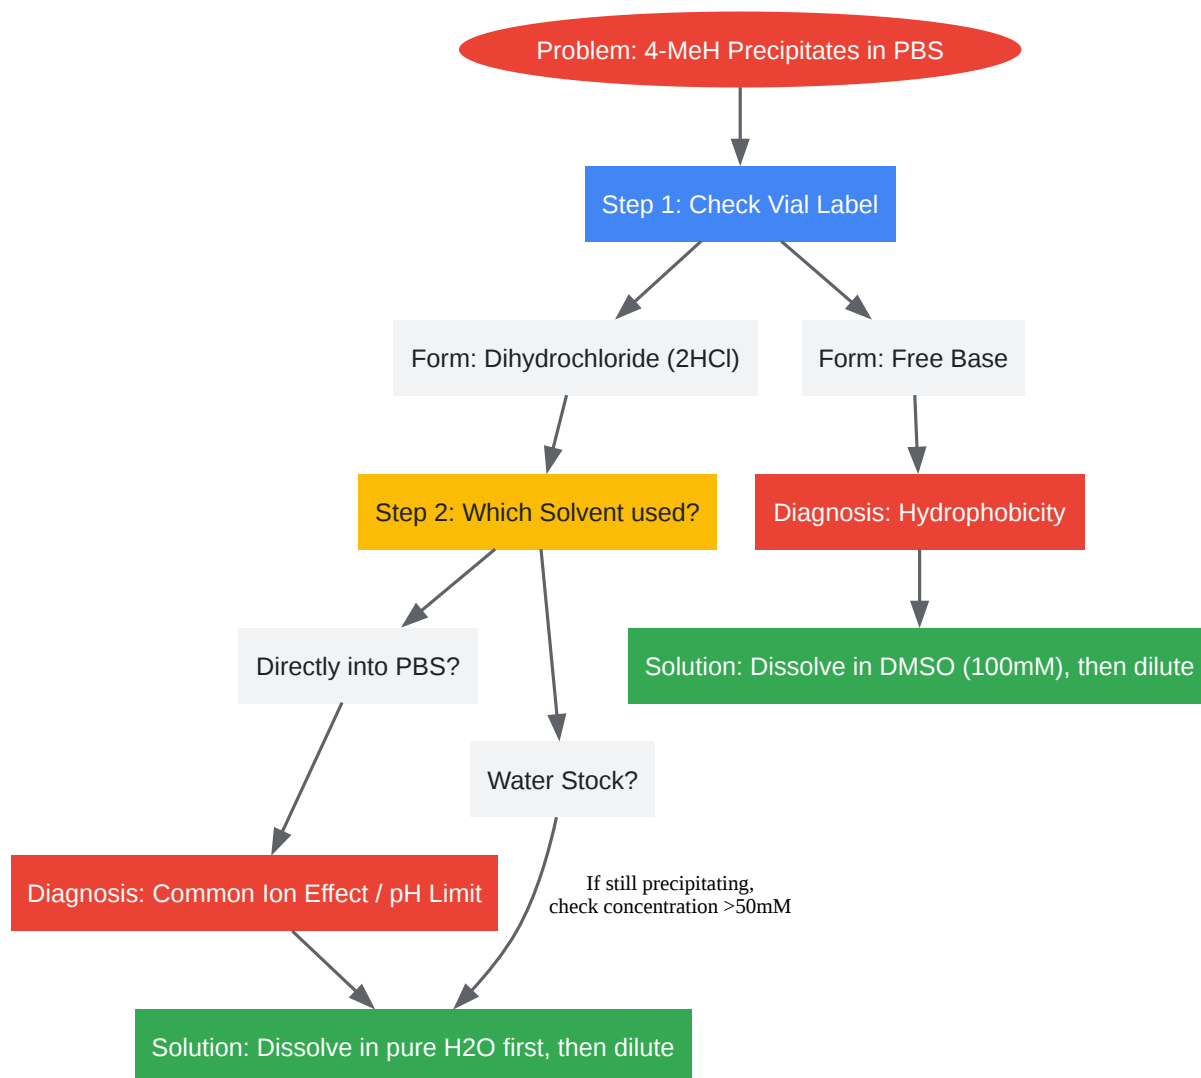 Problem: 4-MeH Precipitates in PBS
Step 1: Check Vial Label
Form: Dihydrochloride (2HCl)
Form: Free Base
Step 2: Which Solvent used?
Diagnosis: Hydrophobicity
Directly into PBS?
Solution: Dissolve in DMSO (100mM), then dilute
Water Stock?
Diagnosis: Common Ion Effect / pH Limit
If still precipitating,
check concentration >50mM
Solution: Dissolve in pure H2O first, then dilute